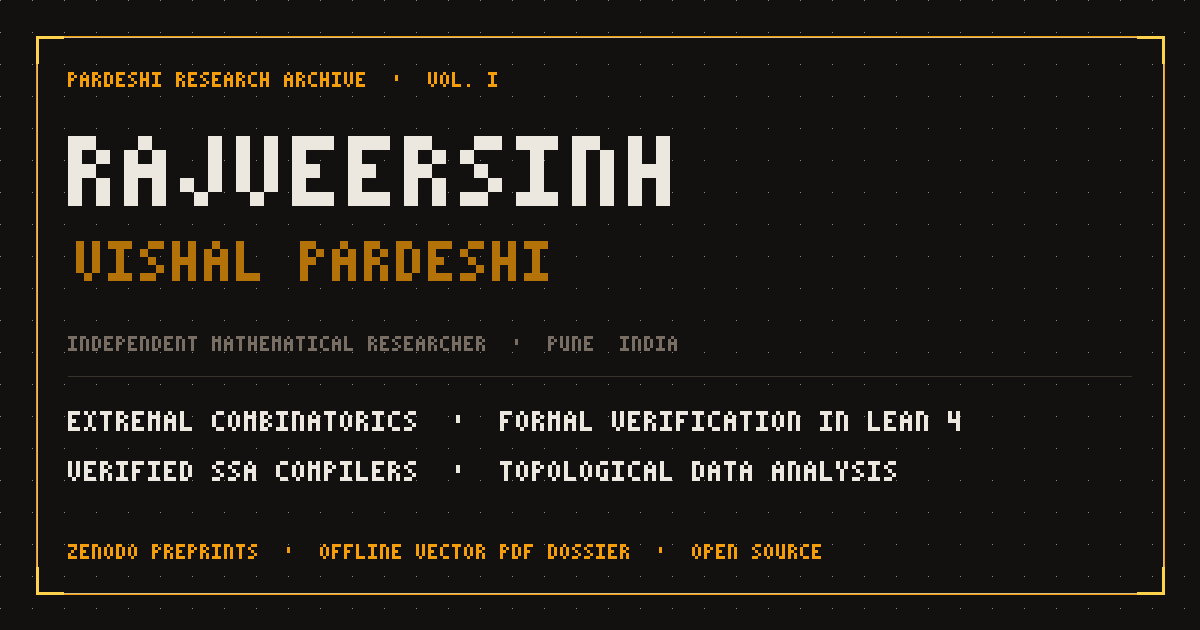 PARDESHI RESEARCH ARCHIVE · VOL. I
RAJVEERSINH
VISHAL PARDESHI
INDEPENDENT MATHEMATICAL RESEARCHER · PUNE INDIA
EXTREMAL COMBINATORICS · FORMAL VERIFICATION IN LEAN 4
VERIFIED SSA COMPILERS · TOPOLOGICAL DATA ANALYSIS
ZENODO PREPRINTS · OFFLINE VECTOR PDF DOSSIER · OPEN SOURCE